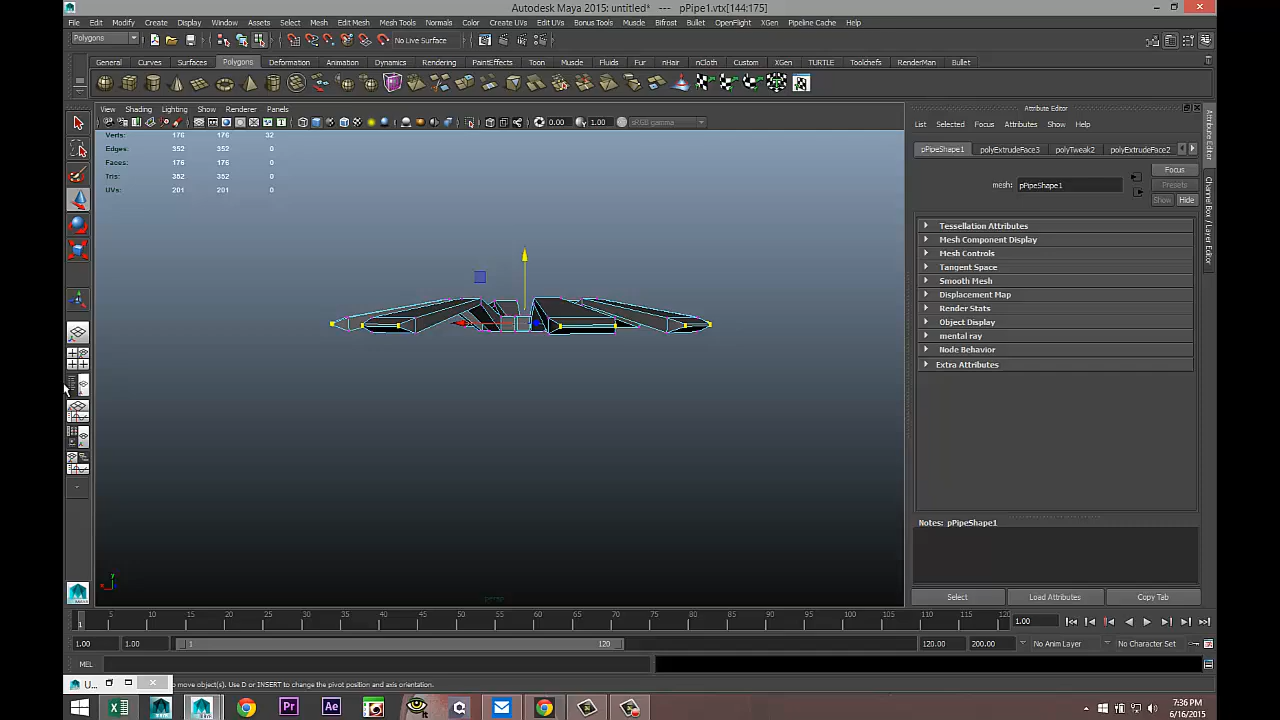 Autodesk Maya 2015: untitled* --- pPipe1.vtx[144:175]
File Edit Modify Create Display Window Assets Select Mesh Edit Mesh Mesh Tools Normals Color Create UVs Edit UVs Bonus Tools Muscle Bifrost Bullet OpenFlight XGen Pipeline Cache Help
Polygons No Live Surface
General Curves Surfaces Polygons Deformation Animation Dynamics Rendering PaintEffects Toon Muscle Fluids Fur nHair nCloth Custom XGen TURTLE Toolchefs RenderMan Bullet
View Shading Lighting Show Renderer Panels
0.00 1.00 sRGB gamma
Verts: 176 176 32
Edges: 352 352 0
Faces: 176 176 0
Tris: 352 352 0
UVs: 201 201 0
persp
Attribute Editor
List Selected Focus Attributes Show Help
pPipeShape1 polyExtrudeFace3 polyTweak2 polyExtrudeFace2
Focus
mesh: pPipeShape1 Presets
Show Hide
Tessellation Attributes
Mesh Component Display
Mesh Controls
Tangent Space
Smooth Mesh
Displacement Map
Render Stats
Object Display
mental ray
Node Behavior
Extra Attributes
Notes: pPipeShape1
Select Load Attributes Copy Tab
Attribute Editor
Channel Box / Layer Editor
1 5 10 15 20 25 30 35 40 45 50 55 60 65 70 75 80 85 90 95 100 105 110 115 120 1.00
1.00 1.00 1 120 120.00 200.00 No Anim Layer No Character Set
MEL
U... to move object(s). Use D or INSERT to change the pivot position and axis orientation.
7:36 PM
6/16/2015